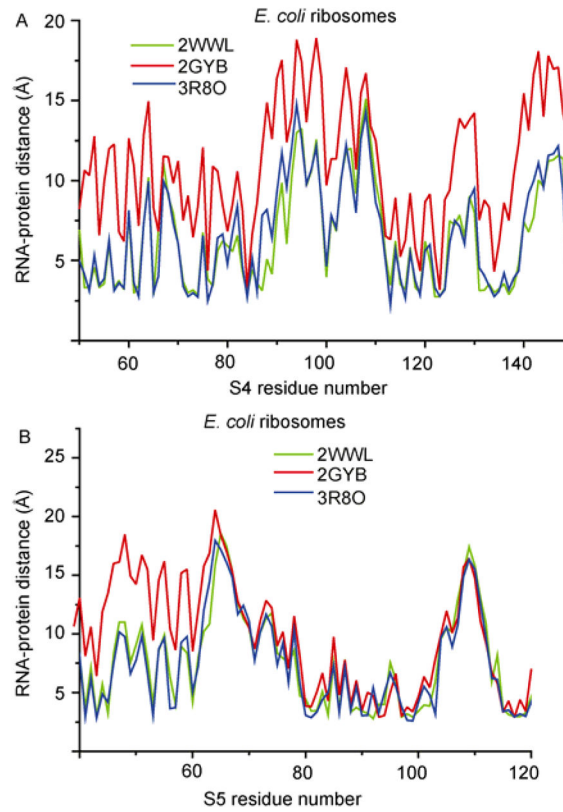 A
E. coli ribosomes
2WWL
2GYB
3R8O
RNA-protein distance (Å)
20
15
10
5
60 80 100 120 140
S4 residue number
B
E. coli ribosomes
2WWL
2GYB
3R8O
RNA-protein distance (Å)
25
20
15
10
5
0
60 80 100 120
S5 residue number